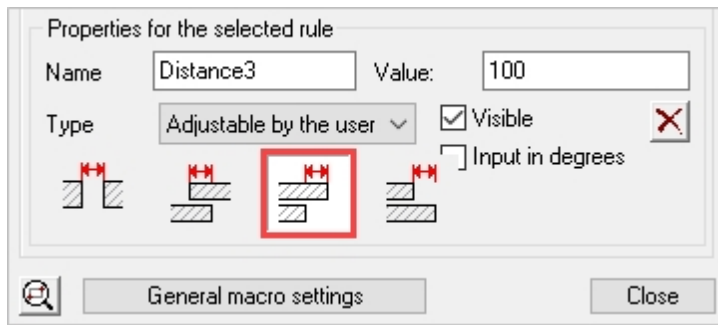 Properties for the selected rule
Name Distance3 Value: 100
Type Adjustable by the user Visible
Input in degrees
General macro settings Close